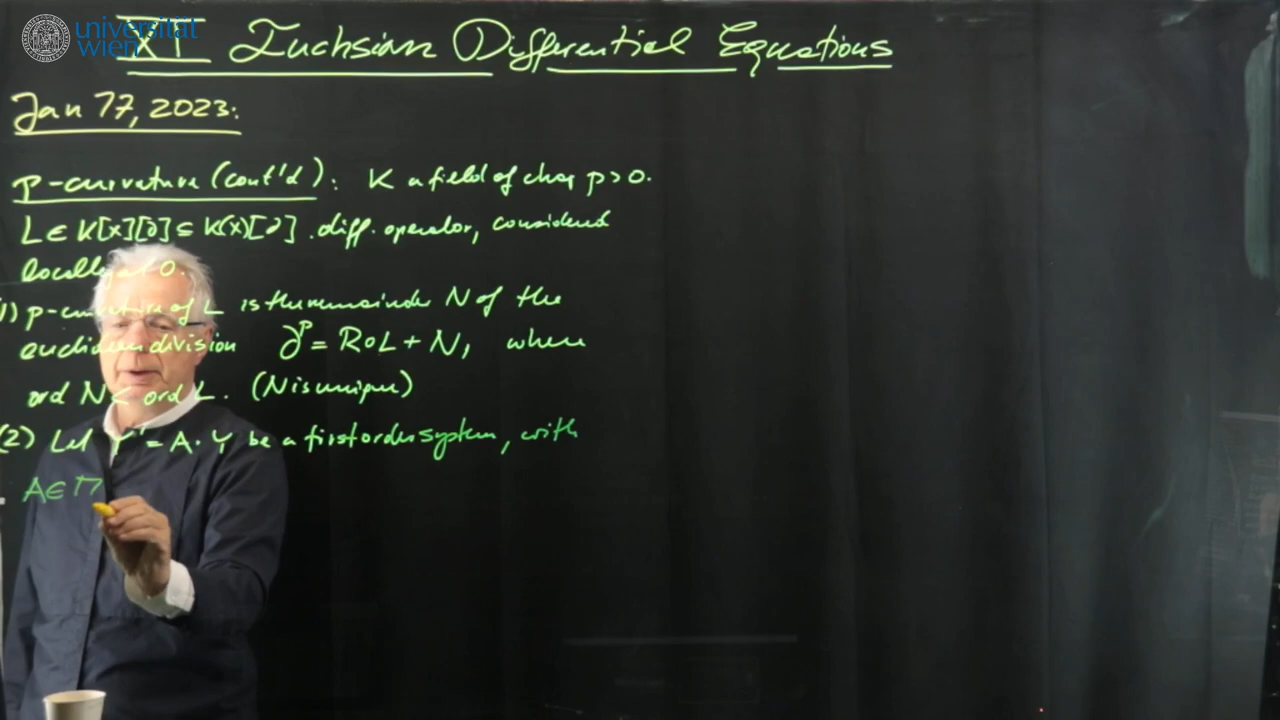 universität
wien
XI Fuchsian Differential Equations
Jan 17, 2023:
p-curvature (cont'd): K a field of char p>0.
L ∈ K[x][∂] ⊆ K(x)[∂] diff. operator, considered
locally at 0.
1) p-curvature of L is the remainder N of the
euclidean division ∂^p = R∘L + N, where
ord N < ord L. (N is unique)
(2) Let Y' = A·Y be a first order system, with
A ∈ M